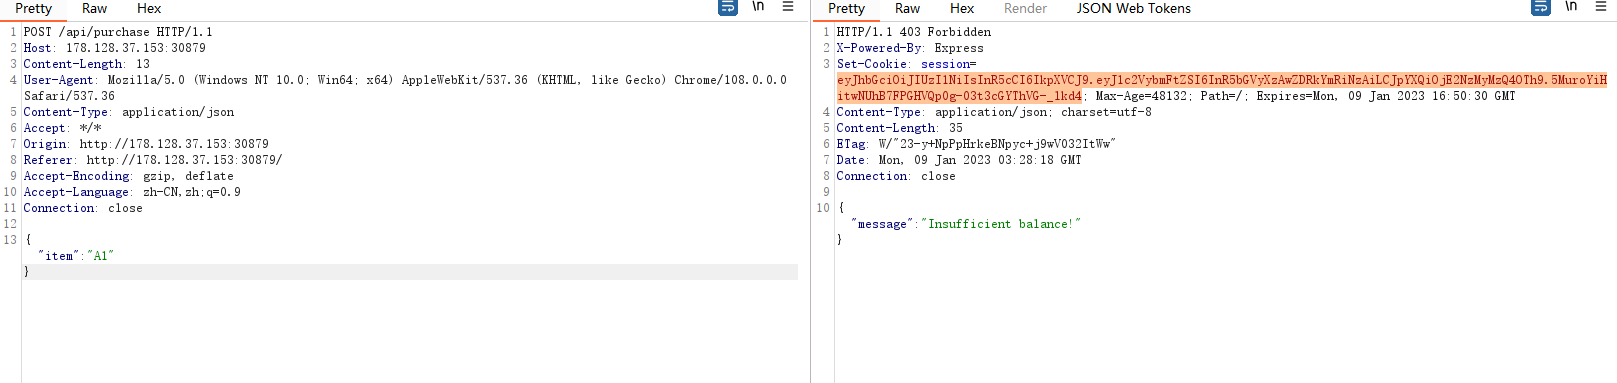 Pretty Raw Hex \n
1 POST /api/purchase HTTP/1.1
2 Host: 178.128.37.153:30879
3 Content-Length: 13
4 User-Agent: Mozilla/5.0 (Windows NT 10.0; Win64; x64) AppleWebKit/537.36 (KHTML, like Gecko) Chrome/108.0.0.0
Safari/537.36
5 Content-Type: application/json
6 Accept: */*
7 Origin: http://178.128.37.153:30879
8 Referer: http://178.128.37.153:30879/
9 Accept-Encoding: gzip, deflate
10 Accept-Language: zh-CN,zh;q=0.9
11 Connection: close
12
13 {
"item":"A1"
}
Pretty Raw Hex Render JSON Web Tokens \n
1 HTTP/1.1 403 Forbidden
2 X-Powered-By: Express
3 Set-Cookie: session=
eyJhbGciOiJIUzI1NiIsInR5cCI6IkpXVCJ9.eyJ1c2VybmFtZSI6InR5bGVyXzAwZDRkYmRiNzAiLCJpYXQiOjE2NzMyMzQ4OTh9.5MuroYiH
itwNUhB7FPGHVQp0g-03t3cGYThVG-_1kd4; Max-Age=48132; Path=/; Expires=Mon, 09 Jan 2023 16:50:30 GMT
4 Content-Type: application/json; charset=utf-8
5 Content-Length: 35
6 ETag: W/"23-y+NpPpHrkeBNpyc+j9wV032ItWw"
7 Date: Mon, 09 Jan 2023 03:28:18 GMT
8 Connection: close
9
10 {
"message":"Insufficient balance!"
}